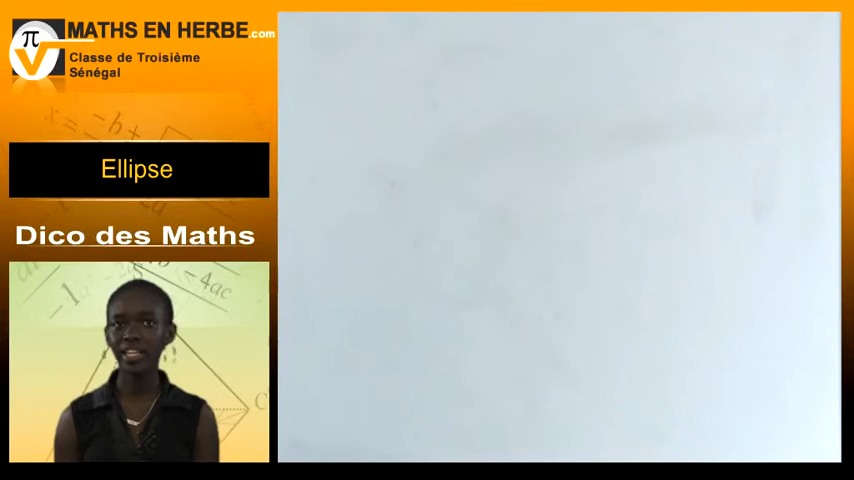 MATHS EN HERBE.com
Classe de Troisième
Sénégal
Ellipse
Dico des Maths